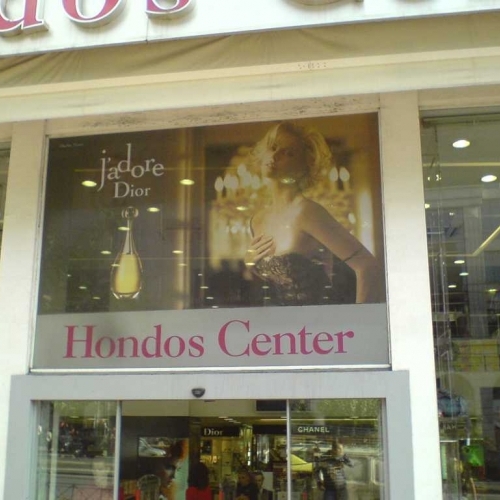 j'adore
Dior
Hondos Center
Dior
CHANEL